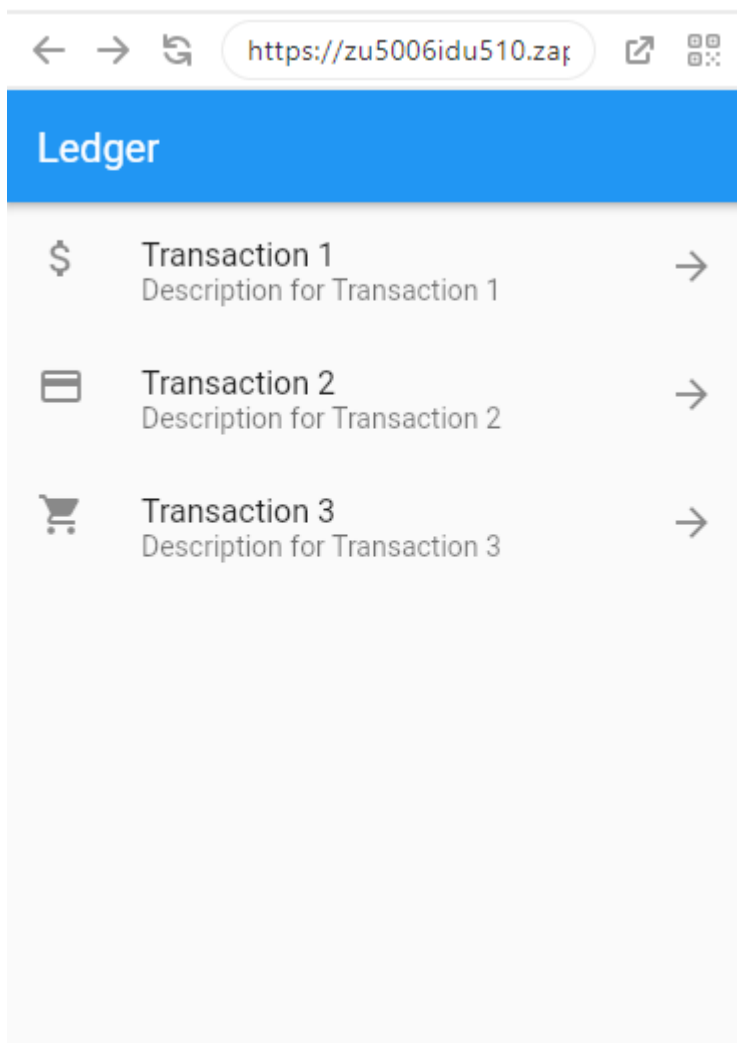 https://zu5006idu510.zap
Ledger
Transaction 1
Description for Transaction 1
Transaction 2
Description for Transaction 2
Transaction 3
Description for Transaction 3